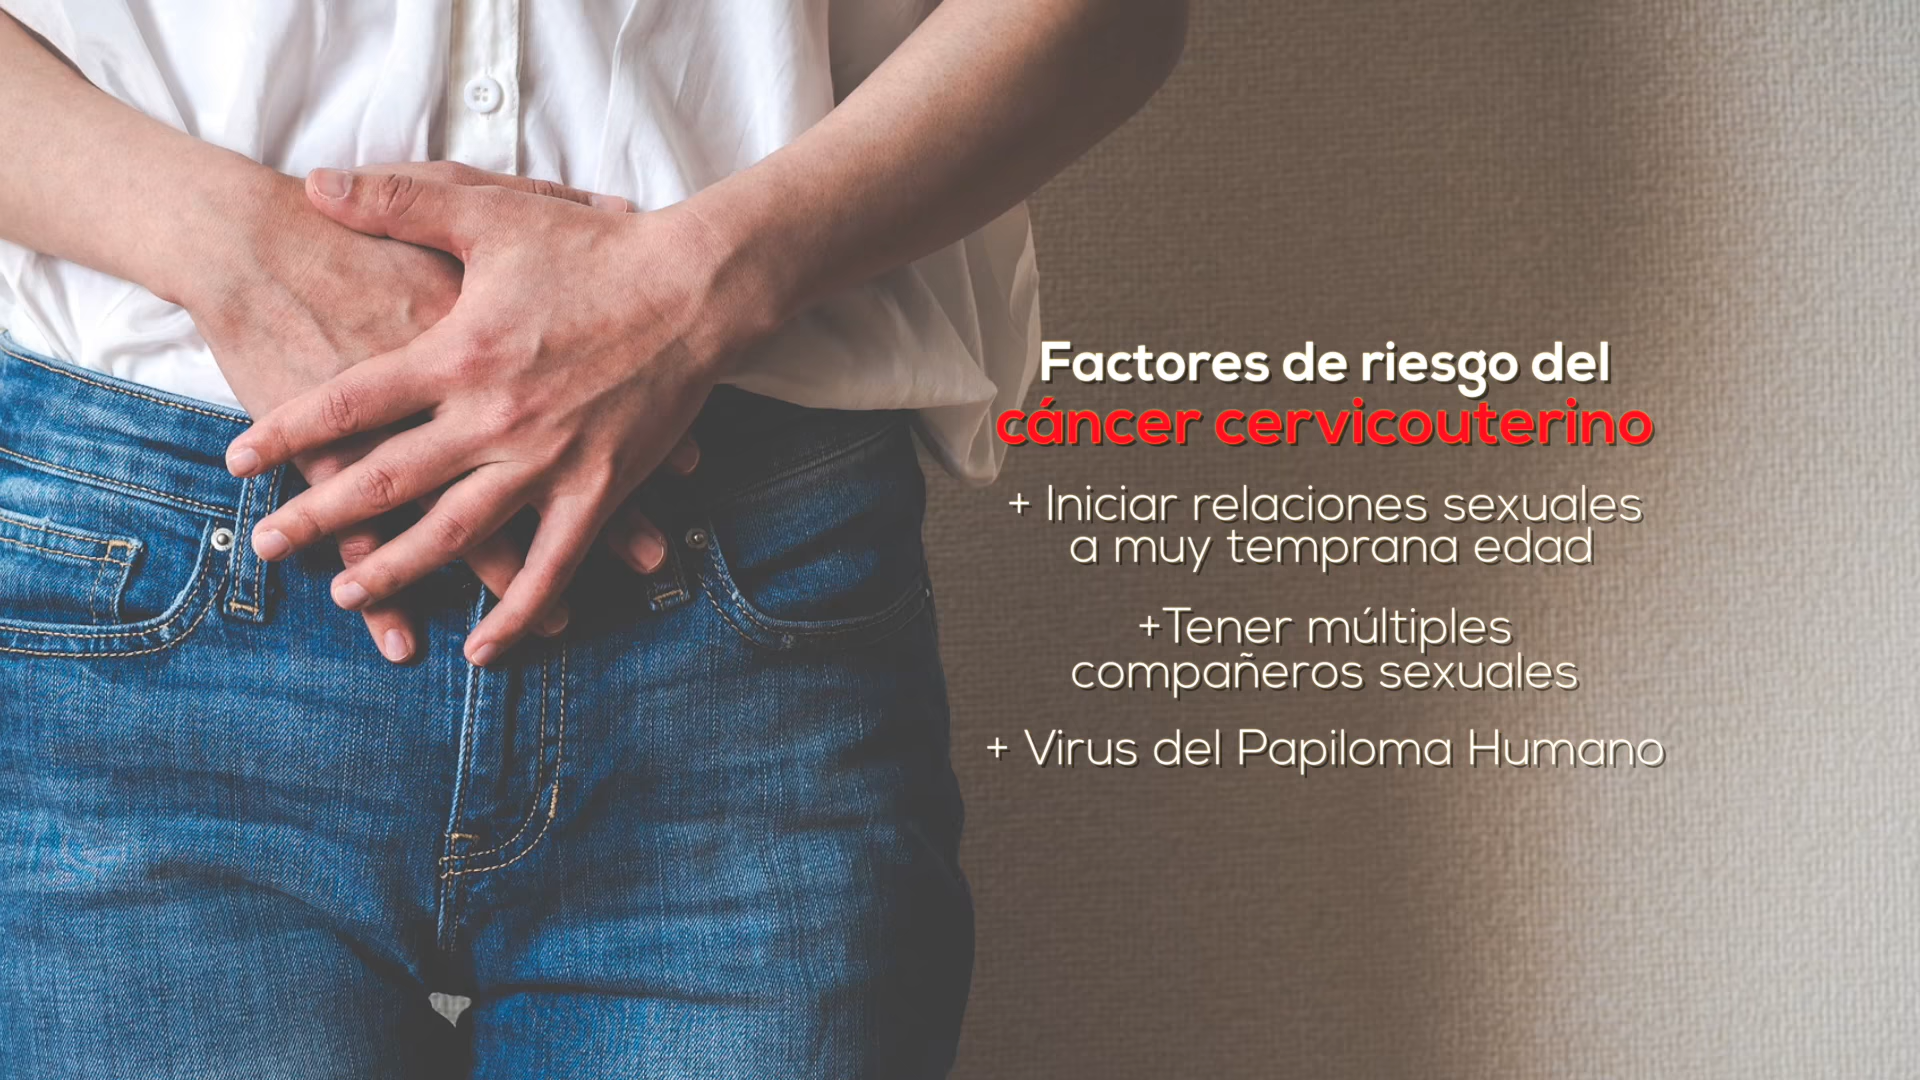 Factores de riesgo del
cáncer cervicouterino
+ Iniciar relaciones sexuales
a muy temprana edad
+Tener múltiples
compañeros sexuales
+ Virus del Papiloma Humano